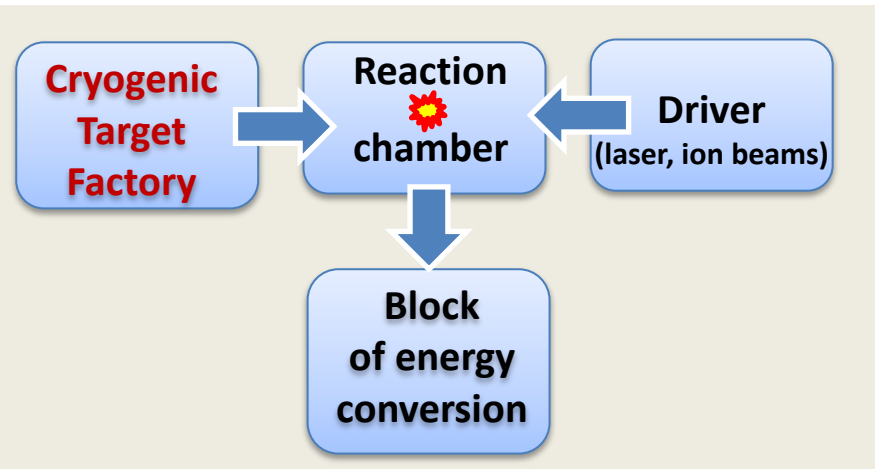 Cryogenic
Target
Factory
Reaction
chamber
Driver
(laser, ion beams)
Block
of energy
conversion